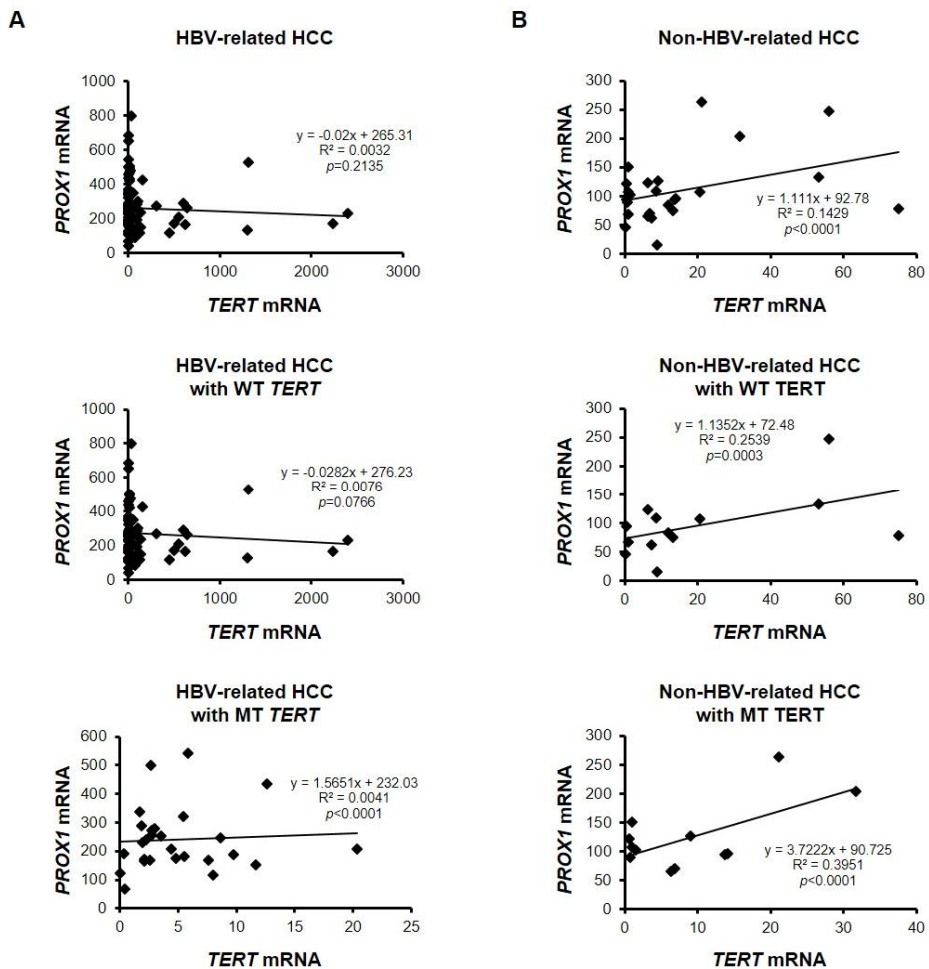 A
HBV-related HCC
1000
800
600
400
200
0
PROX1 mRNA
y = -0.02x + 265.31
R² = 0.0032
p=0.2135
0 1000 2000 3000
TERT mRNA
HBV-related HCC
with WT TERT
1000
800
600
400
200
0
PROX1 mRNA
y = -0.0282x + 276.23
R² = 0.0076
p=0.0766
0 1000 2000 3000
TERT mRNA
HBV-related HCC
with MT TERT
600
500
400
300
200
100
0
PROX1 mRNA
y = 1.5651x + 232.03
R² = 0.0041
p<0.0001
0 5 10 15 20 25
TERT mRNA
B
Non-HBV-related HCC
300
250
200
150
100
50
0
PROX1 mRNA
y = 1.111x + 92.78
R² = 0.1429
p<0.0001
0 20 40 60 80
TERT mRNA
Non-HBV-related HCC
with WT TERT
300
250
200
150
100
50
0
PROX1 mRNA
y = 1.1352x + 72.48
R² = 0.2539
p=0.0003
0 20 40 60 80
TERT mRNA
Non-HBV-related HCC
with MT TERT
300
250
200
150
100
50
0
PROX1 mRNA
y = 3.7222x + 90.725
R² = 0.3951
p<0.0001
0 10 20 30 40
TERT mRNA